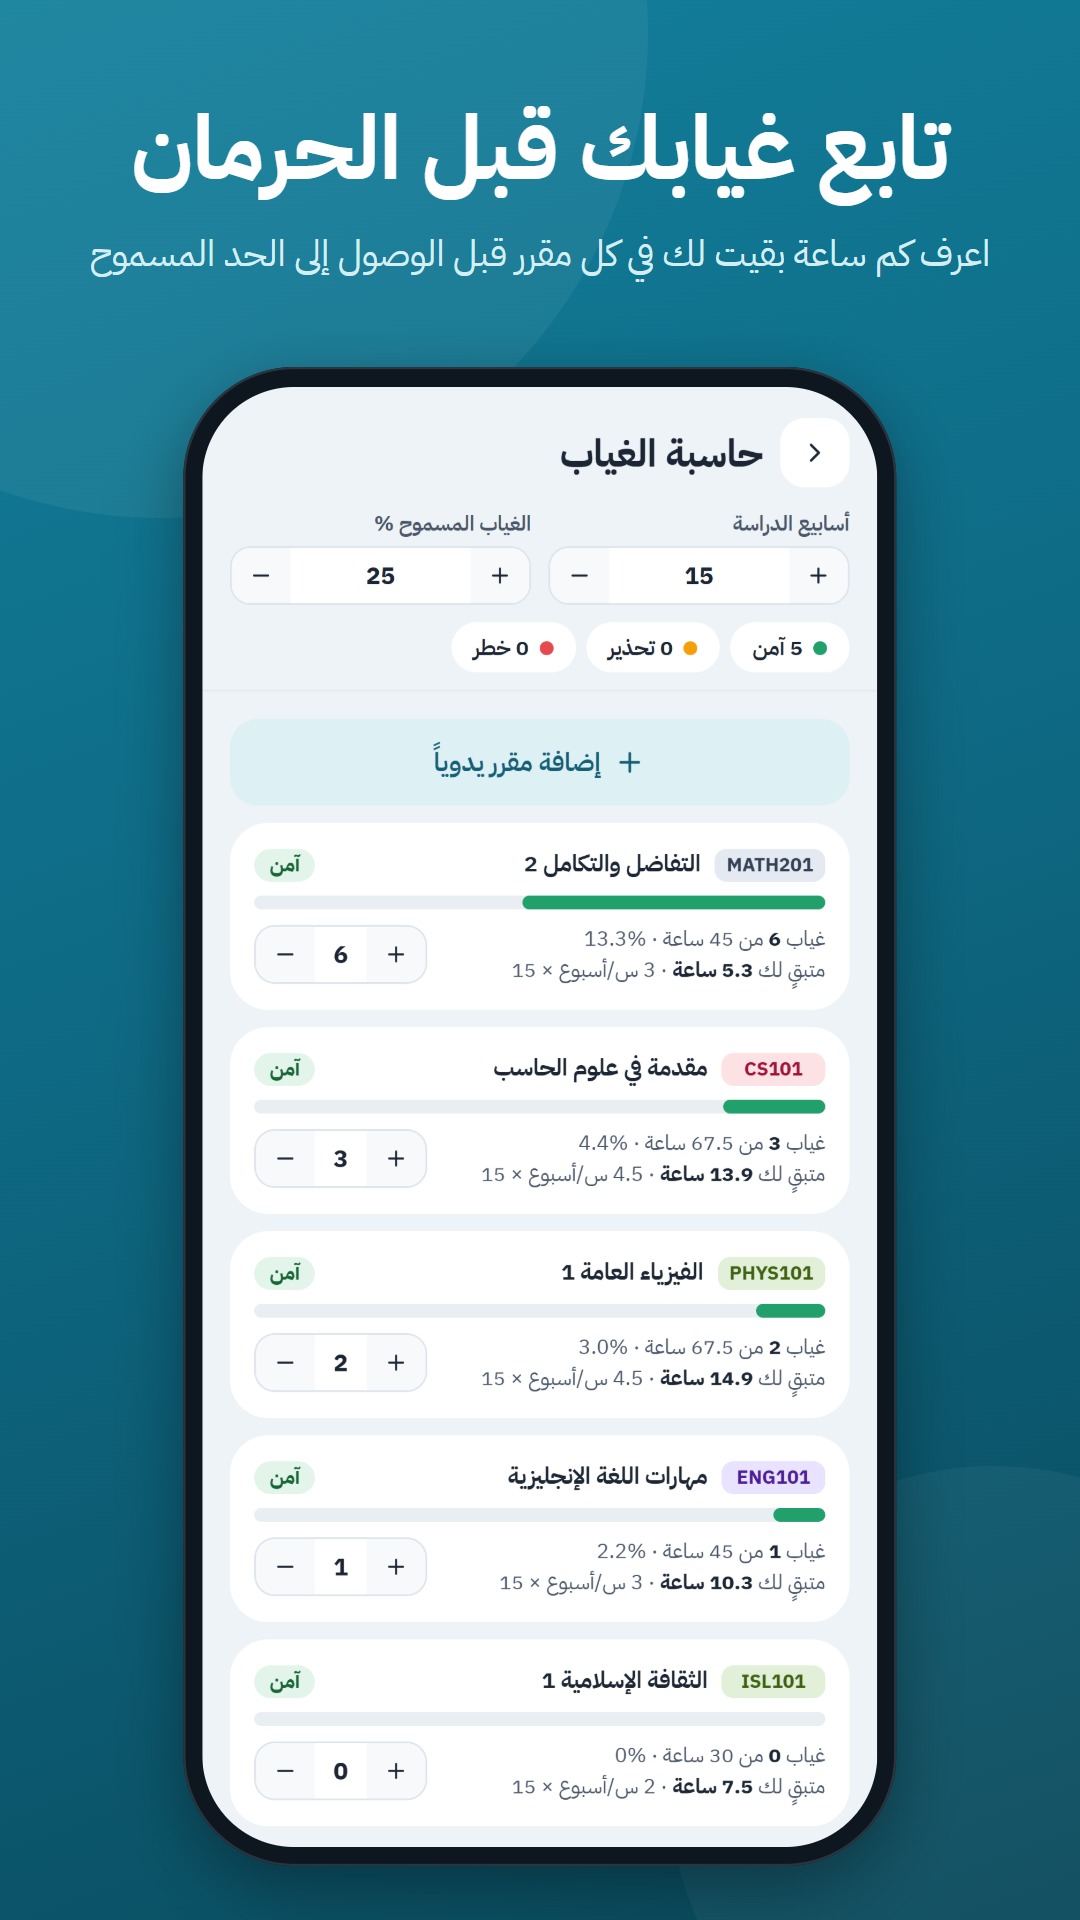 تابع غيابك قبل الحرمان
اعرف كم ساعة بقيت لك في كل مقرر قبل الوصول إلى الحد المسموح
حاسبة الغياب
أسابيع الدراسة
+ 15 −
الغياب المسموح %
+ 25 −
5 آمن
0 تحذير
0 خطر
+ إضافة مقرر يدوياً
MATH201 التفاضل والتكامل 2 آمن
غياب 6 من 45 ساعة · 13.3%
متبقٍ لك 5.3 ساعة · 3 س/أسبوع × 15
+ 6 −
CS101 مقدمة في علوم الحاسب آمن
غياب 3 من 67.5 ساعة · 4.4%
متبقٍ لك 13.9 ساعة · 4.5 س/أسبوع × 15
+ 3 −
PHYS101 الفيزياء العامة 1 آمن
غياب 2 من 67.5 ساعة · 3.0%
متبقٍ لك 14.9 ساعة · 4.5 س/أسبوع × 15
+ 2 −
ENG101 مهارات اللغة الإنجليزية آمن
غياب 1 من 45 ساعة · 2.2%
متبقٍ لك 10.3 ساعة · 3 س/أسبوع × 15
+ 1 −
ISL101 الثقافة الإسلامية 1 آمن
غياب 0 من 30 ساعة · 0%
متبقٍ لك 7.5 ساعة · 2 س/أسبوع × 15
+ 0 −